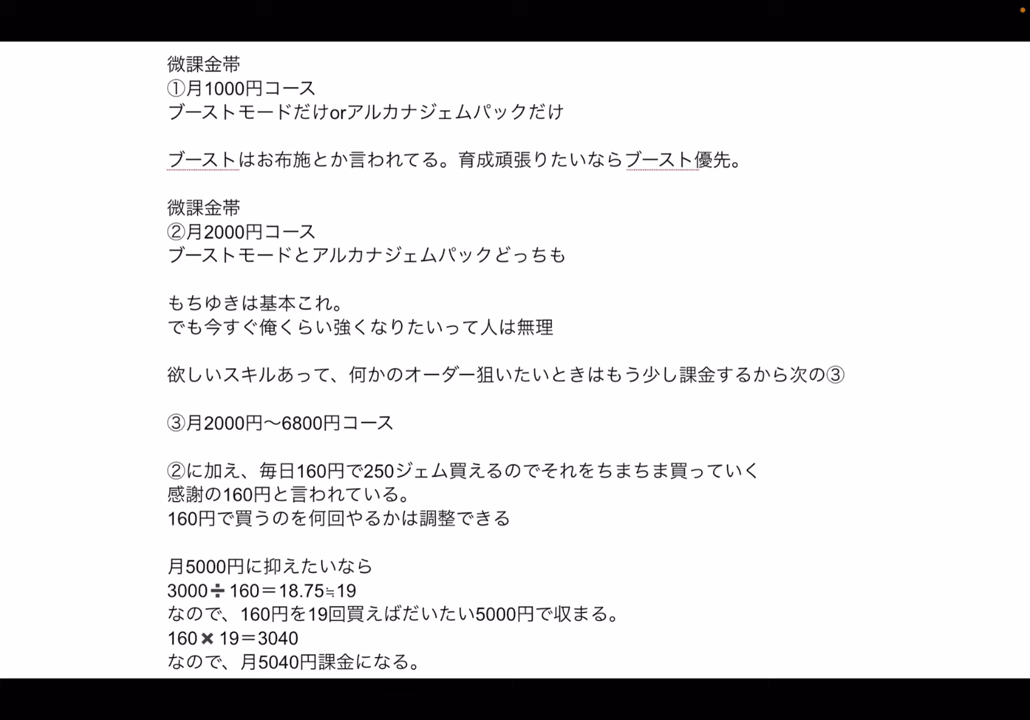 微課金帯
①月1000円コース
ブーストモードだけorアルカナジェムパックだけ
ブーストはお布施とか言われてる。育成頑張りたいならブースト優先。
微課金帯
②月2000円コース
ブーストモードとアルカナジェムパックどっちも
もちゆきは基本これ。
でも今すぐ俺くらい強くなりたいって人は無理
欲しいスキルあって、何かのオーダー狙いたいときはもう少し課金するから次の③
③月2000円〜6800円コース
②に加え、毎日160円で250ジェム買えるのでそれをちまちま買っていく
感謝の160円と言われている。
160円で買うのを何回やるかは調整できる
月5000円に抑えたいなら
3000➗160＝18.75≒19
なので、160円を19回買えばだいたい5000円で収まる。
160✖️19＝3040
なので、月5040円課金になる。